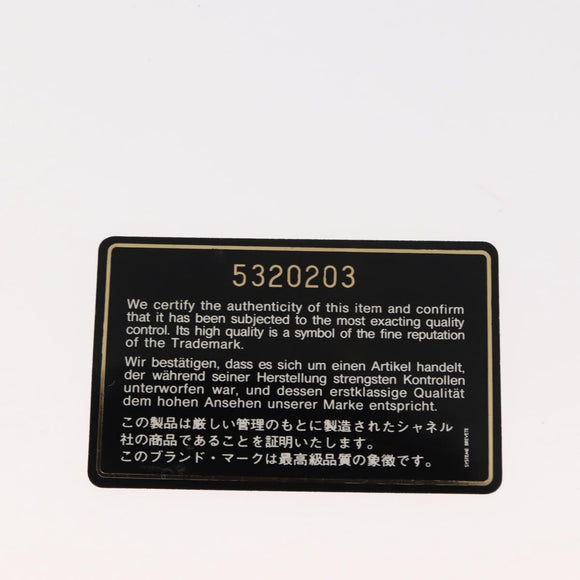 5320203
We certify the authenticity of this item and confirm
that it has been subjected to the most exacting quality
control. Its high quality is a symbol of the fine reputation
of the Trademark.
Wir bestätigen, dass es sich um einen Artikel handelt,
der während seiner Herstellung strengsten Kontrollen
unterworfen war, und dessen erstklassige Qualität
dem hohen Ansehen unserer Marke entspricht.
この製品は厳しい管理のもとに製造されたシャネル
社の商品であることを証明いたします。
このブランド・マークは最高級品質の象徴です。
SYSTÈME BREVETÉ